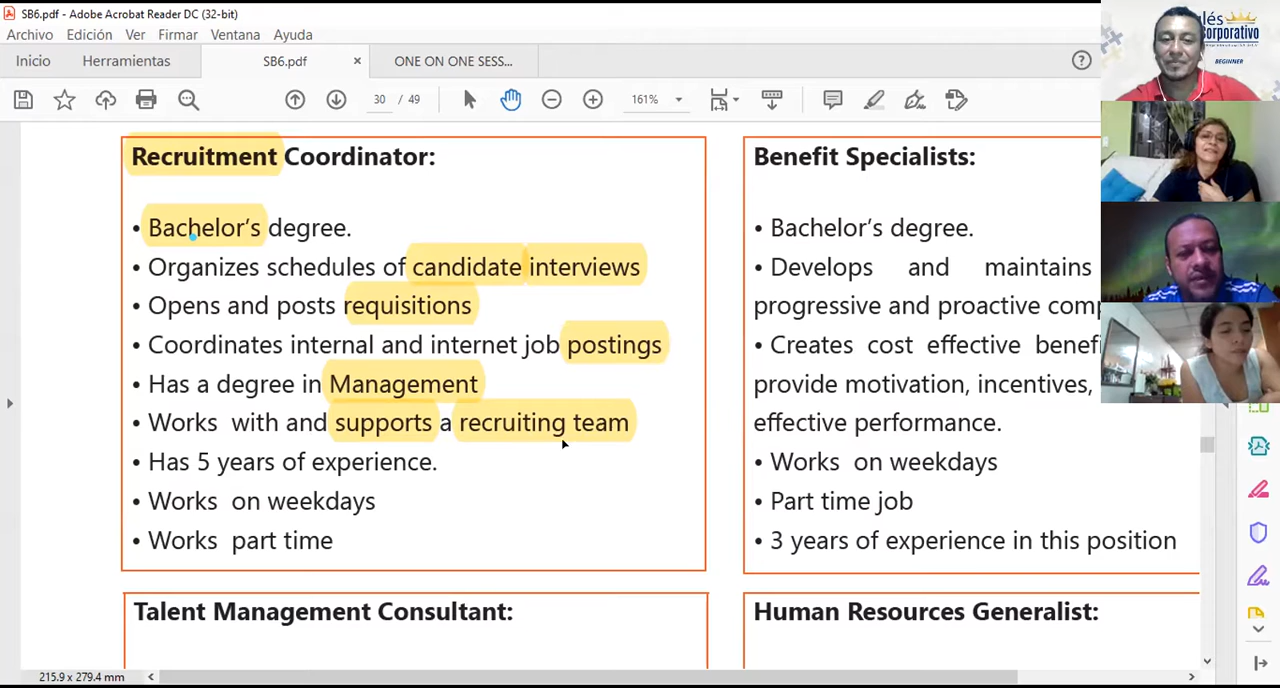 SB6.pdf - Adobe Acrobat Reader DC (32-bit)
Archivo Edición Ver Firmar Ventana Ayuda
Inicio Herramientas SB6.pdf × ONE ON ONE SESS...
30 / 49 161%
Recruitment Coordinator:
• Bachelor's degree.
• Organizes schedules of candidate interviews
• Opens and posts requisitions
• Coordinates internal and internet job postings
• Has a degree in Management
• Works with and supports a recruiting team
• Has 5 years of experience.
• Works on weekdays
• Works part time
Benefit Specialists:
• Bachelor's degree.
• Develops and maintains
progressive and proactive comp
• Creates cost effective benefi
provide motivation, incentives,
effective performance.
• Works on weekdays
• Part time job
• 3 years of experience in this position
Talent Management Consultant:
Human Resources Generalist:
215.9 x 279.4 mm
lés
orporativo
BEGINNER